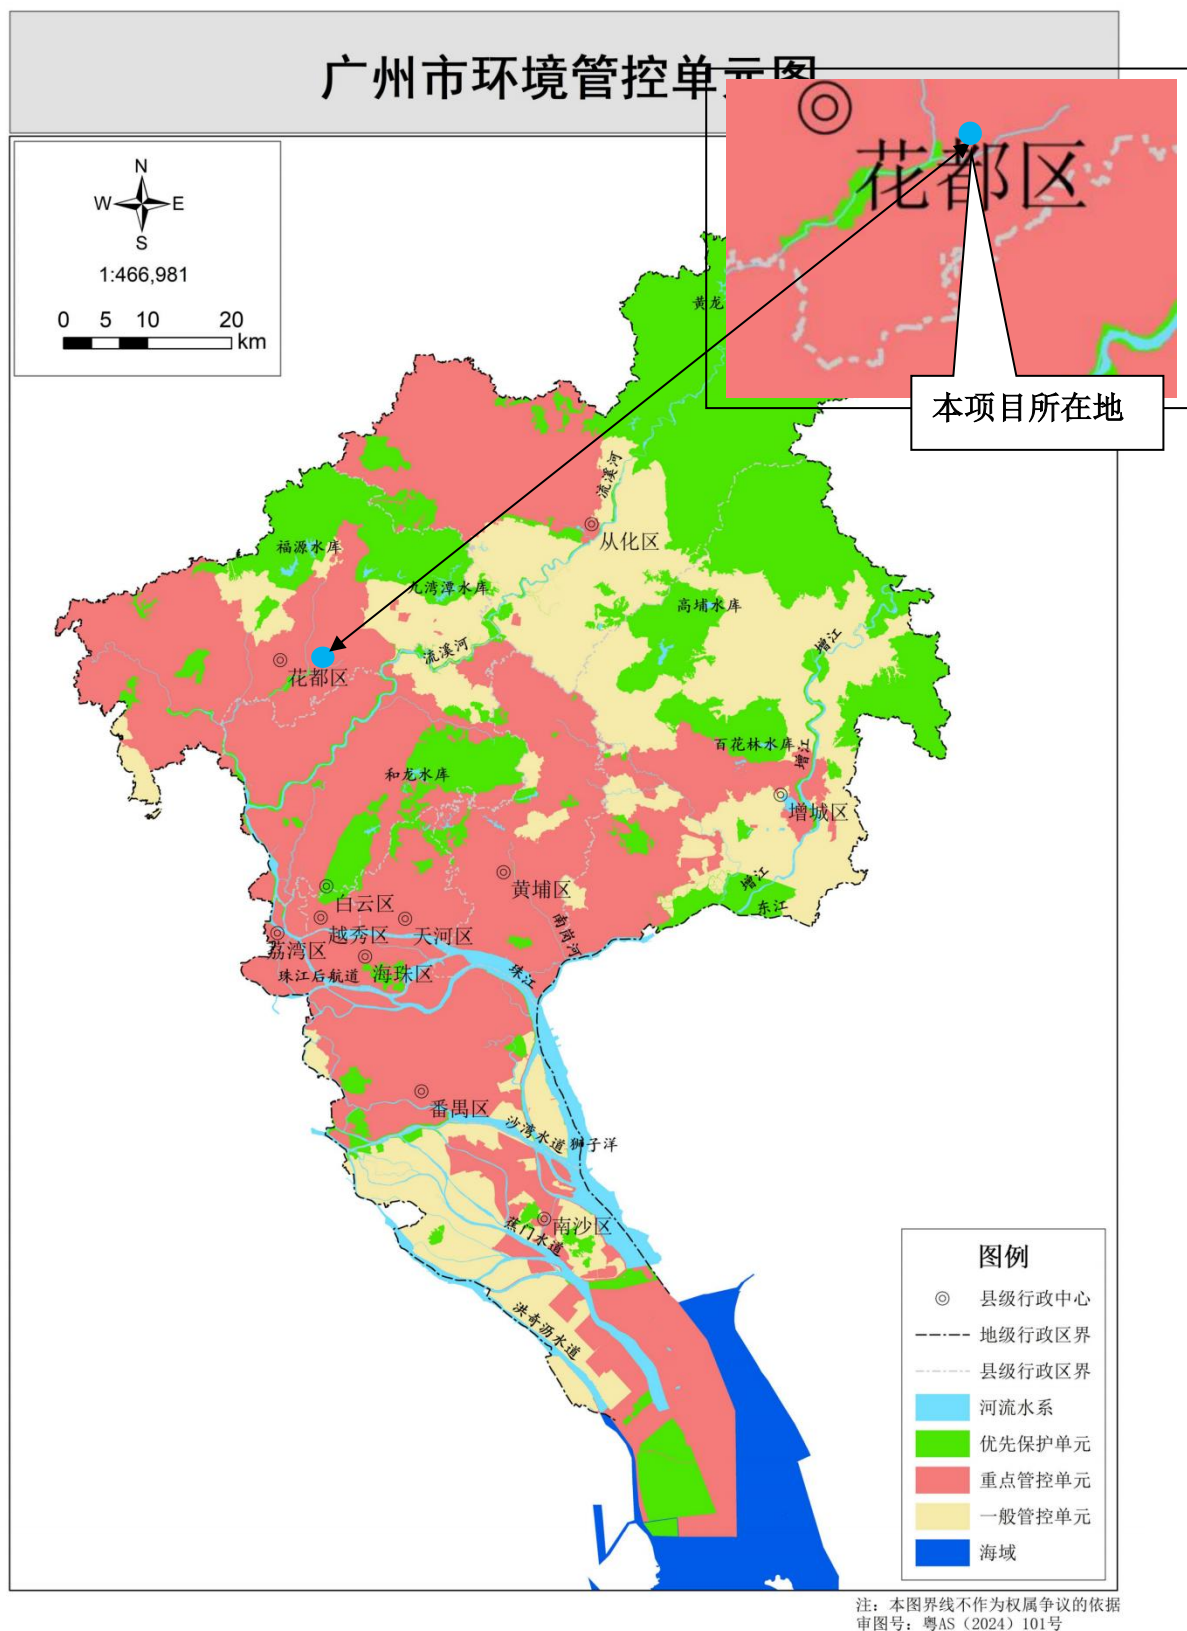 广州市环境管控单元图
N
W E
S
1:466,981
0 5 10 20
km
花都区
本项目所在地
黄龙
流溪河
从化区
福源水库
九湾潭水库
高埔水库
增江
流溪河
花都区
百花林水库
增江
和龙水库
增城区
黄埔区
增江
东江
白云区
越秀区
天河区
南岗河
荔湾区
海珠区
珠江后航道
珠江
番禺区
沙湾水道
狮子洋
南沙区
蕉门水道
洪奇沥水道
图例
县级行政中心
地级行政区界
县级行政区界
河流水系
优先保护单元
重点管控单元
一般管控单元
海域
注：本图界线不作为权属争议的依据
审图号：粤AS（2024）101号